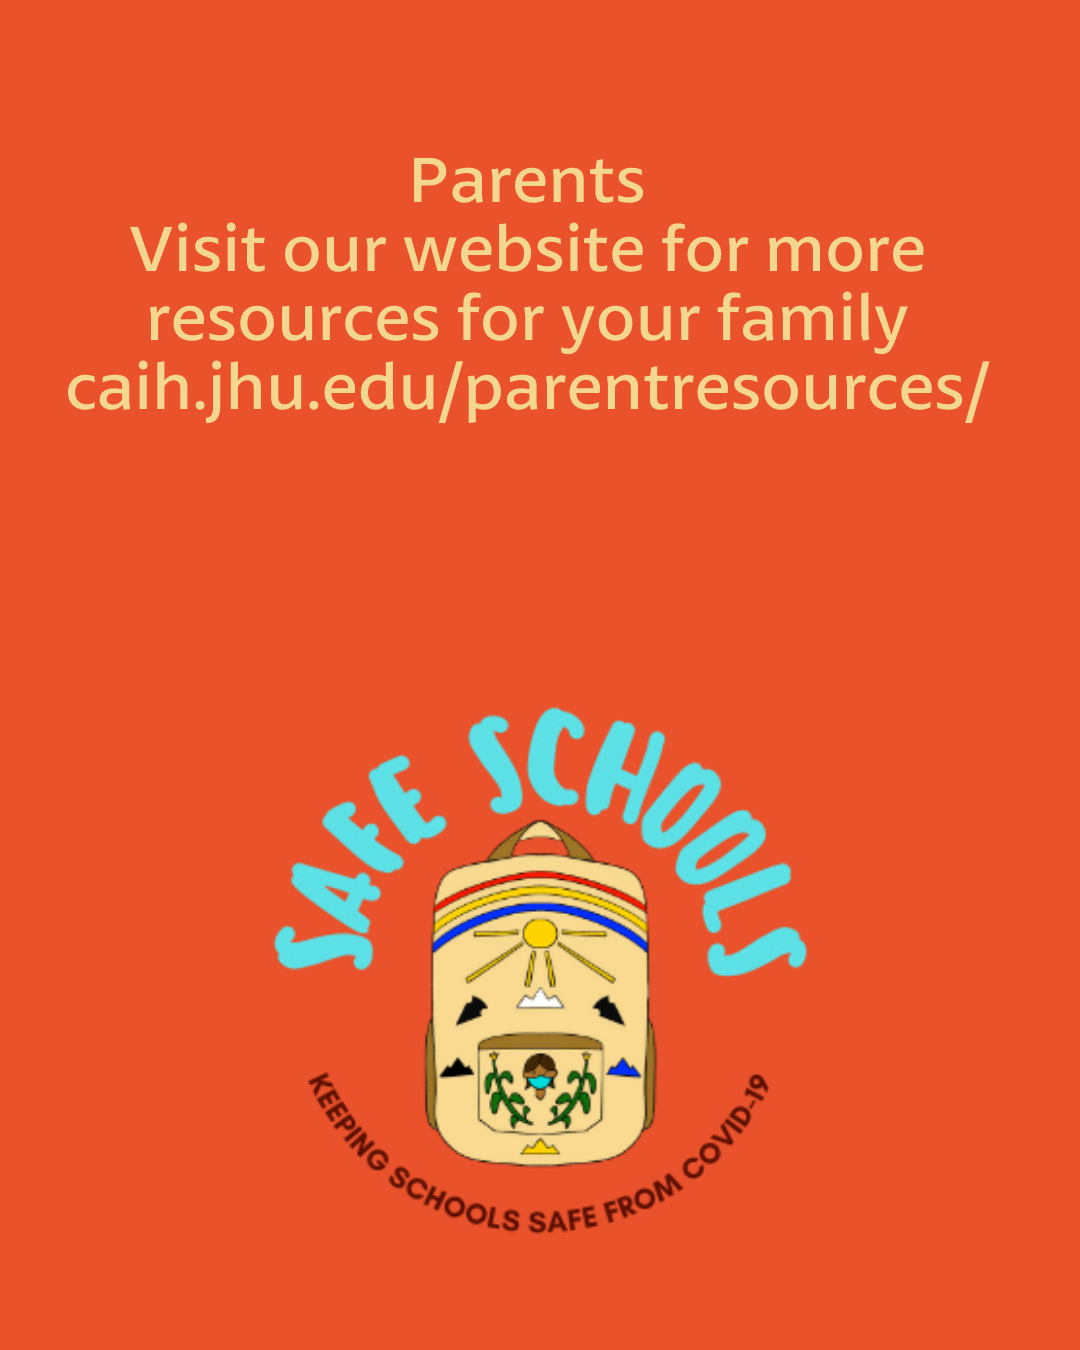 Parents
Visit our website for more
resources for your family
caih.jhu.edu/parentresources/
SAFE SCHOOLS
KEEPING SCHOOLS SAFE FROM COVID-19